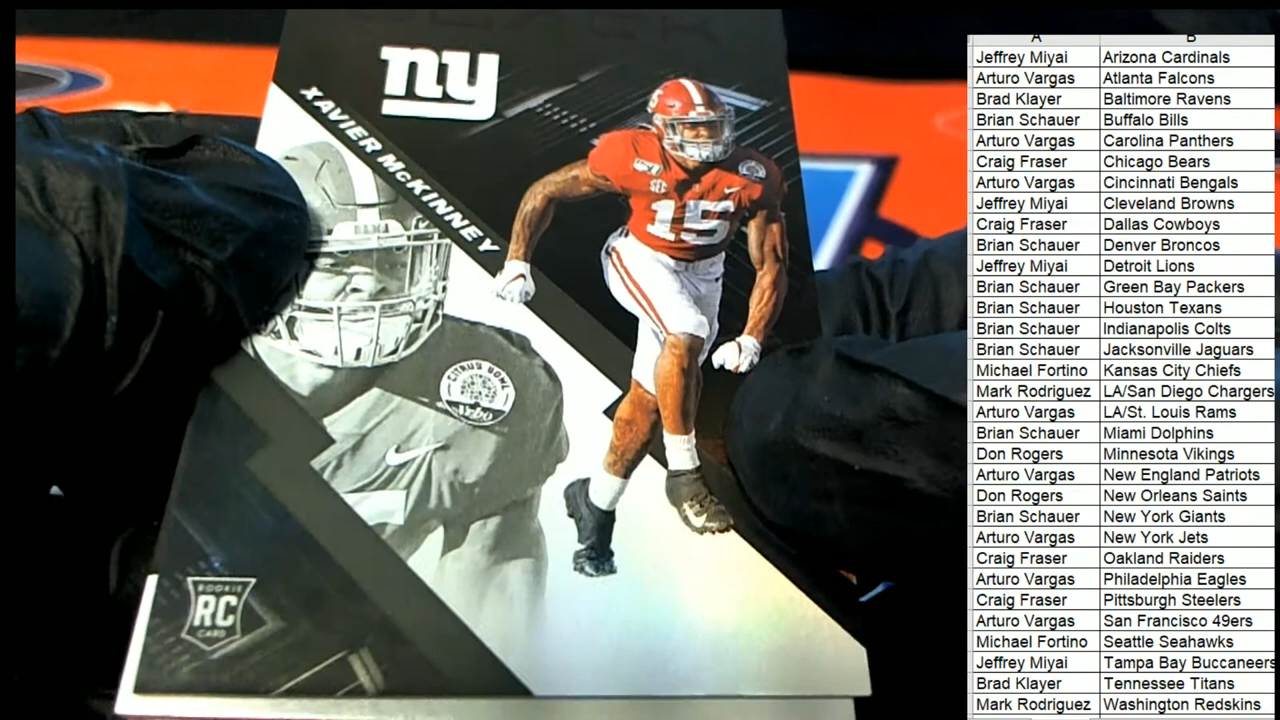 BLACK
ny
XAVIER McKINNEY
BAMA
15
SEC
CITRUS BOWL
Vrbo
ROOKIE
RC
CARD
A B
Jeffrey Miyai Arizona Cardinals
Arturo Vargas Atlanta Falcons
Brad Klayer Baltimore Ravens
Brian Schauer Buffalo Bills
Arturo Vargas Carolina Panthers
Craig Fraser Chicago Bears
Arturo Vargas Cincinnati Bengals
Jeffrey Miyai Cleveland Browns
Craig Fraser Dallas Cowboys
Brian Schauer Denver Broncos
Jeffrey Miyai Detroit Lions
Brian Schauer Green Bay Packers
Brian Schauer Houston Texans
Brian Schauer Indianapolis Colts
Brian Schauer Jacksonville Jaguars
Michael Fortino Kansas City Chiefs
Mark Rodriguez LA/San Diego Chargers
Arturo Vargas LA/St. Louis Rams
Brian Schauer Miami Dolphins
Don Rogers Minnesota Vikings
Arturo Vargas New England Patriots
Don Rogers New Orleans Saints
Brian Schauer New York Giants
Arturo Vargas New York Jets
Craig Fraser Oakland Raiders
Arturo Vargas Philadelphia Eagles
Craig Fraser Pittsburgh Steelers
Arturo Vargas San Francisco 49ers
Michael Fortino Seattle Seahawks
Jeffrey Miyai Tampa Bay Buccaneers
Brad Klayer Tennessee Titans
Mark Rodriguez Washington Redskins